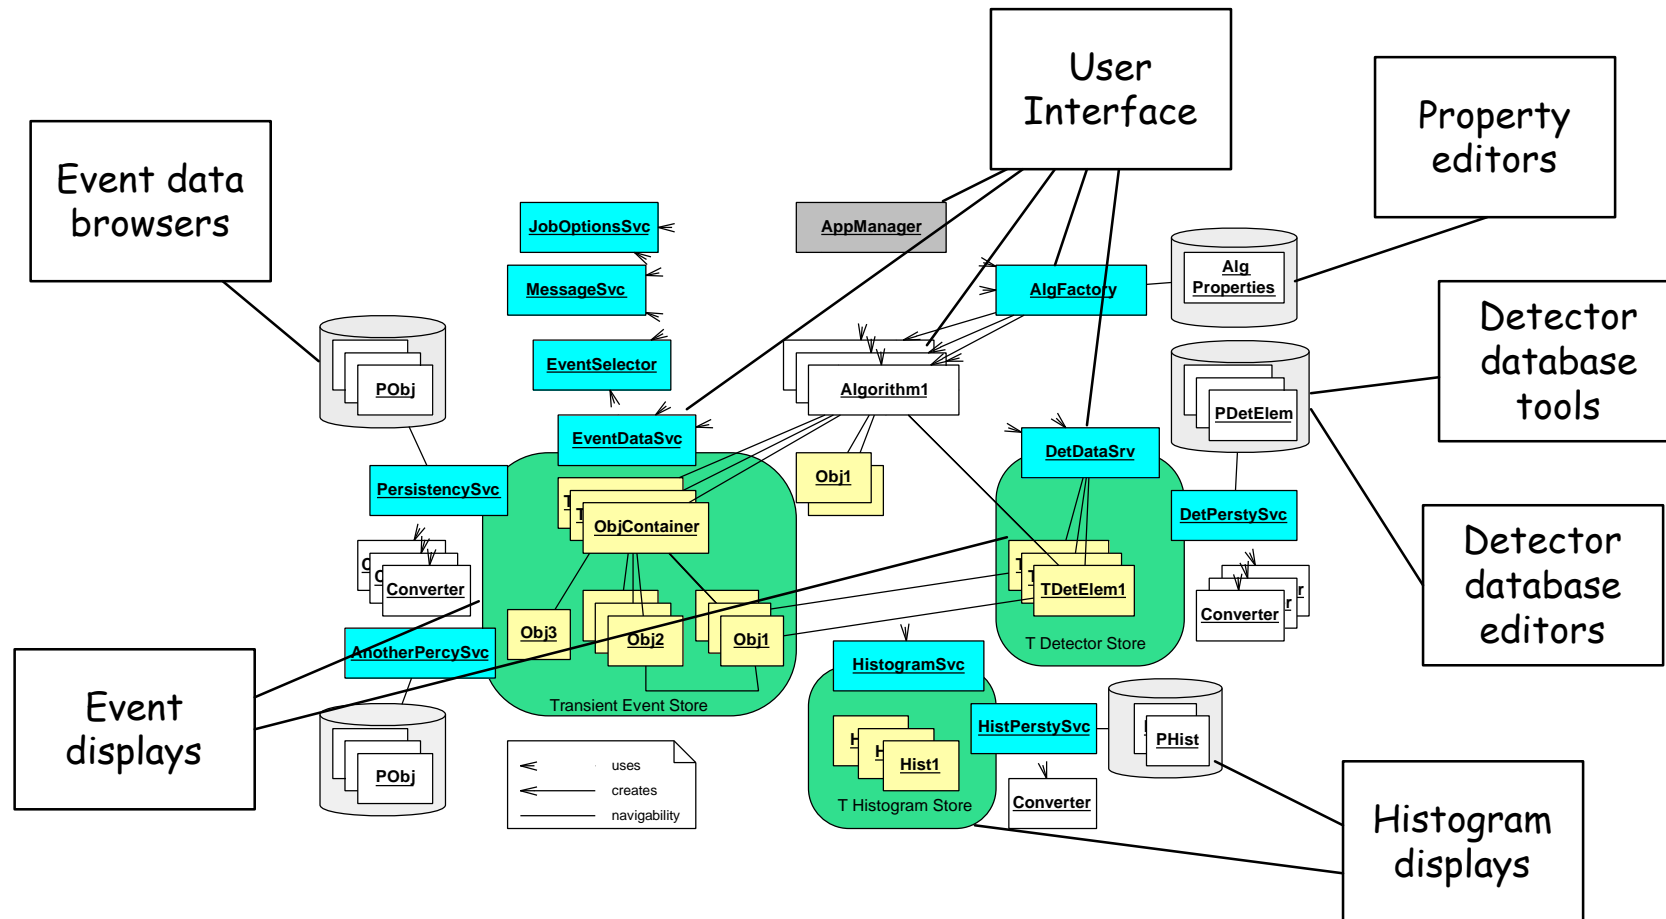 User
Interface
Property
editors
Event data
browsers
JobOptionsSvc
AppManager
MessageSvc
AlgFactory
Alg
Properties
Detector
database
tools
EventSelector
PObj
Algorithm1
PDetElem
EventDataSvc
DetDataSrv
PersistencySvc
Obj1
DetPerstySvc
T
T
ObjContainer
Detector
database
editors
C
C
Converter
T
T
TDetElem1
r
r
Converter
Obj3
Obj2
Obj1
T Detector Store
AnotherPercySvc
HistogramSvc
Event
displays
Transient Event Store
HistPerstySvc
PHist
H
H
Hist1
PObj
uses
creates
navigability
T Histogram Store
Converter
Histogram
displays